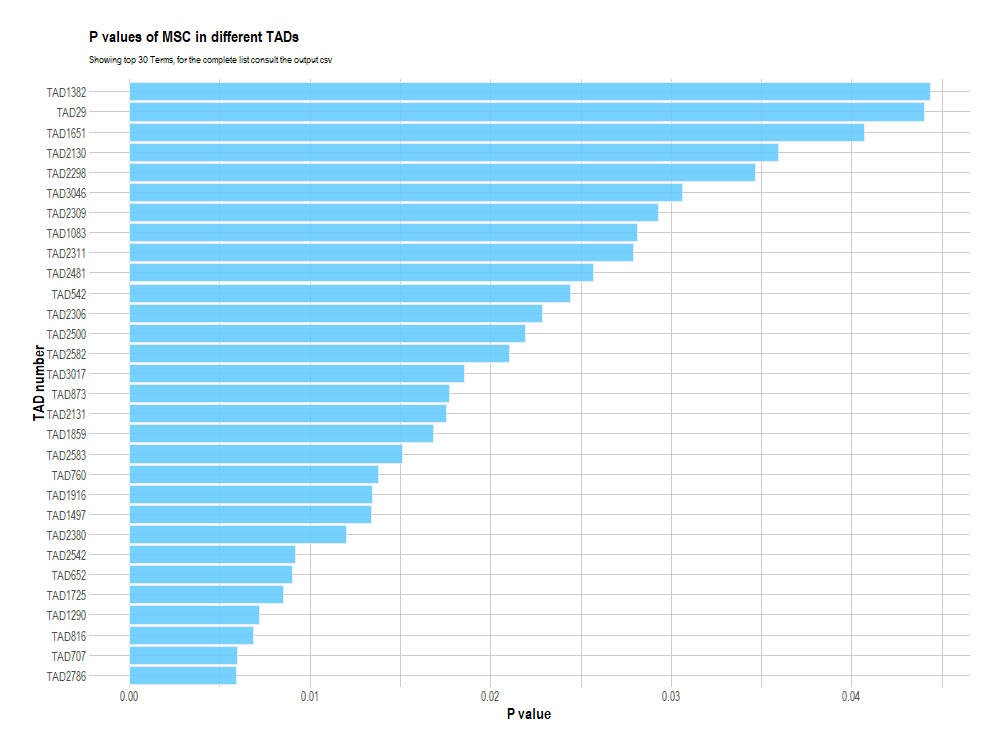 P values of MSC in different TADs
Showing top 30 Terms, for the complete list consult the output csv
TAD1382
TAD29
TAD1651
TAD2130
TAD2298
TAD3046
TAD2309
TAD1083
TAD2311
TAD2481
TAD542
TAD2306
TAD2500
TAD2582
TAD3017
TAD873
TAD2131
TAD1859
TAD2583
TAD760
TAD1916
TAD1497
TAD2380
TAD2542
TAD652
TAD1725
TAD1290
TAD816
TAD707
TAD2786
TAD number
0.00 0.01 0.02 0.03 0.04
P value